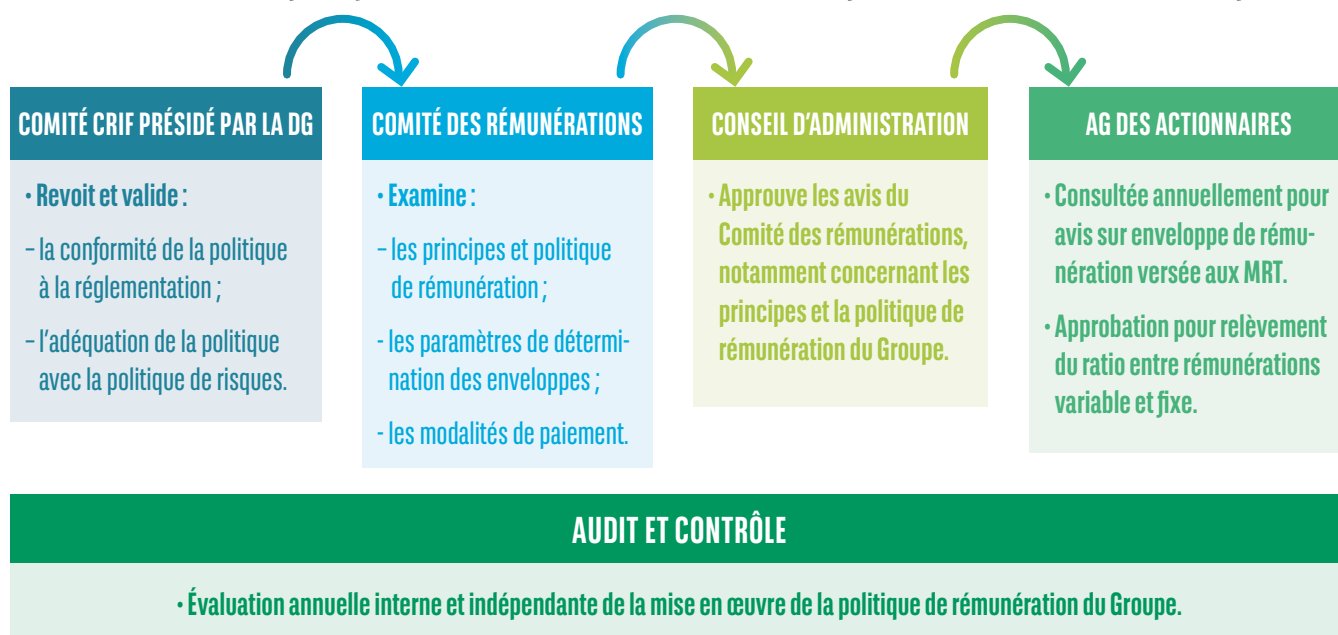 COMITÉ CRIF PRÉSIDÉ PAR LA DG
• Revoit et valide :
– la conformité de la politique
à la réglementation ;
– l'adéquation de la politique
avec la politique de risques.
COMITÉ DES RÉMUNÉRATIONS
• Examine :
– les principes et politique
de rémunération ;
- les paramètres de détermi-
nation des enveloppes ;
- les modalités de paiement.
CONSEIL D'ADMINISTRATION
• Approuve les avis du
Comité des rémunérations,
notamment concernant les
principes et la politique de
rémunération du Groupe.
AG DES ACTIONNAIRES
• Consultée annuellement pour
avis sur enveloppe de rému-
nération versée aux MRT.
• Approbation pour relèvement
du ratio entre rémunérations
variable et fixe.
AUDIT ET CONTRÔLE
• Évaluation annuelle interne et indépendante de la mise en œuvre de la politique de rémunération du Groupe.